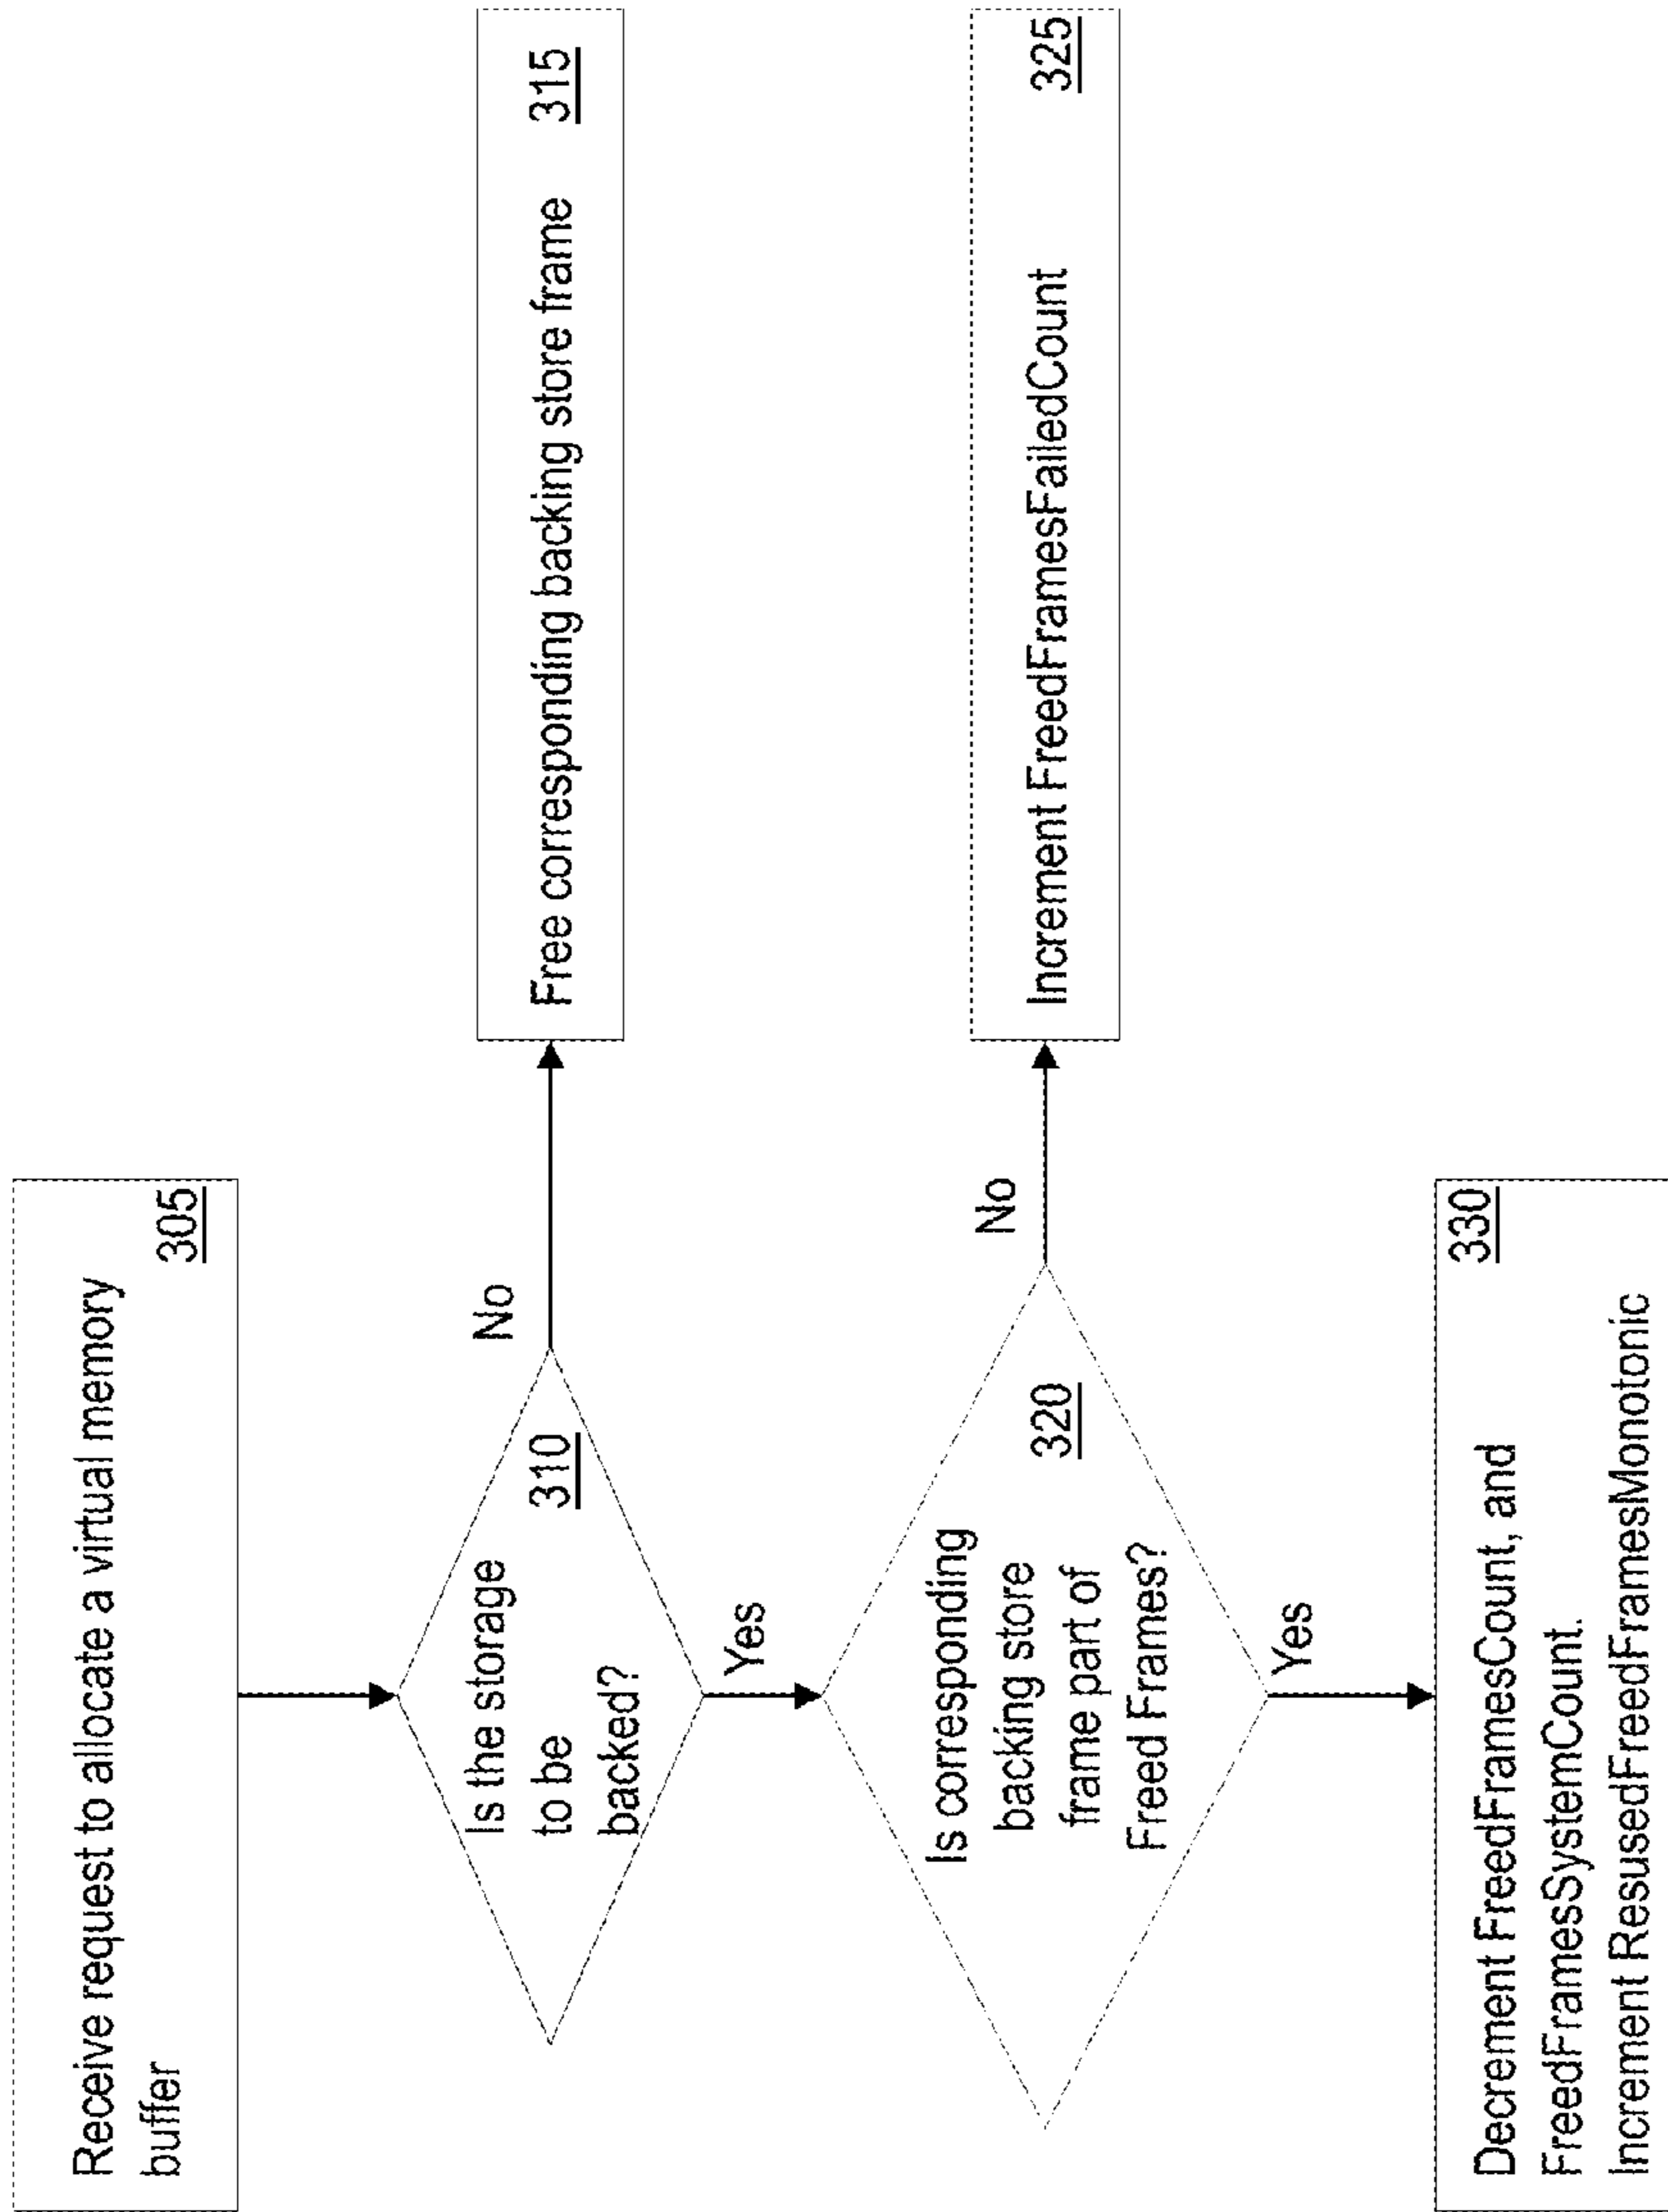 Receive request to allocate a virtual memory
buffer
305
Is the storage
to be
backed?
310
No
Free corresponding backing store frame
315
Yes
Is corresponding
backing store
frame part of
Freed Frames?
320
No
Increment FreedFramesFailedCount
325
Yes
330
Decrement FreedFramesCount, and
FreedFramesSystemCount.
Increment ResusedFreedFramesMonotonic